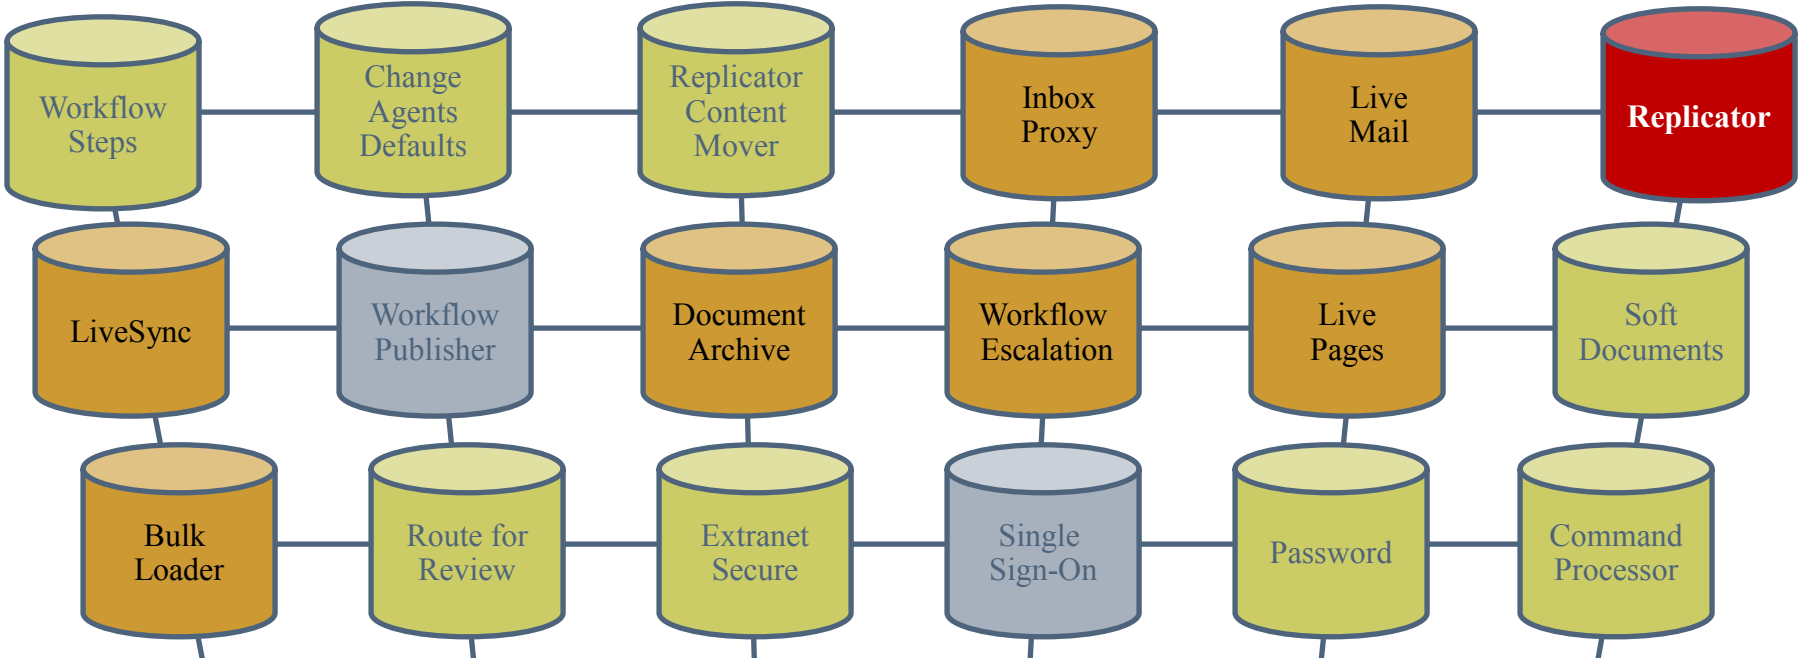 Workflow
Steps
Change
Agents
Defaults
Replicator
Content
Mover
Inbox
Proxy
Live
Mail
Replicator
LiveSync
Workflow
Publisher
Document
Archive
Workflow
Escalation
Live
Pages
Soft
Documents
Bulk
Loader
Route for
Review
Extranet
Secure
Single
Sign-On
Password
Command
Processor